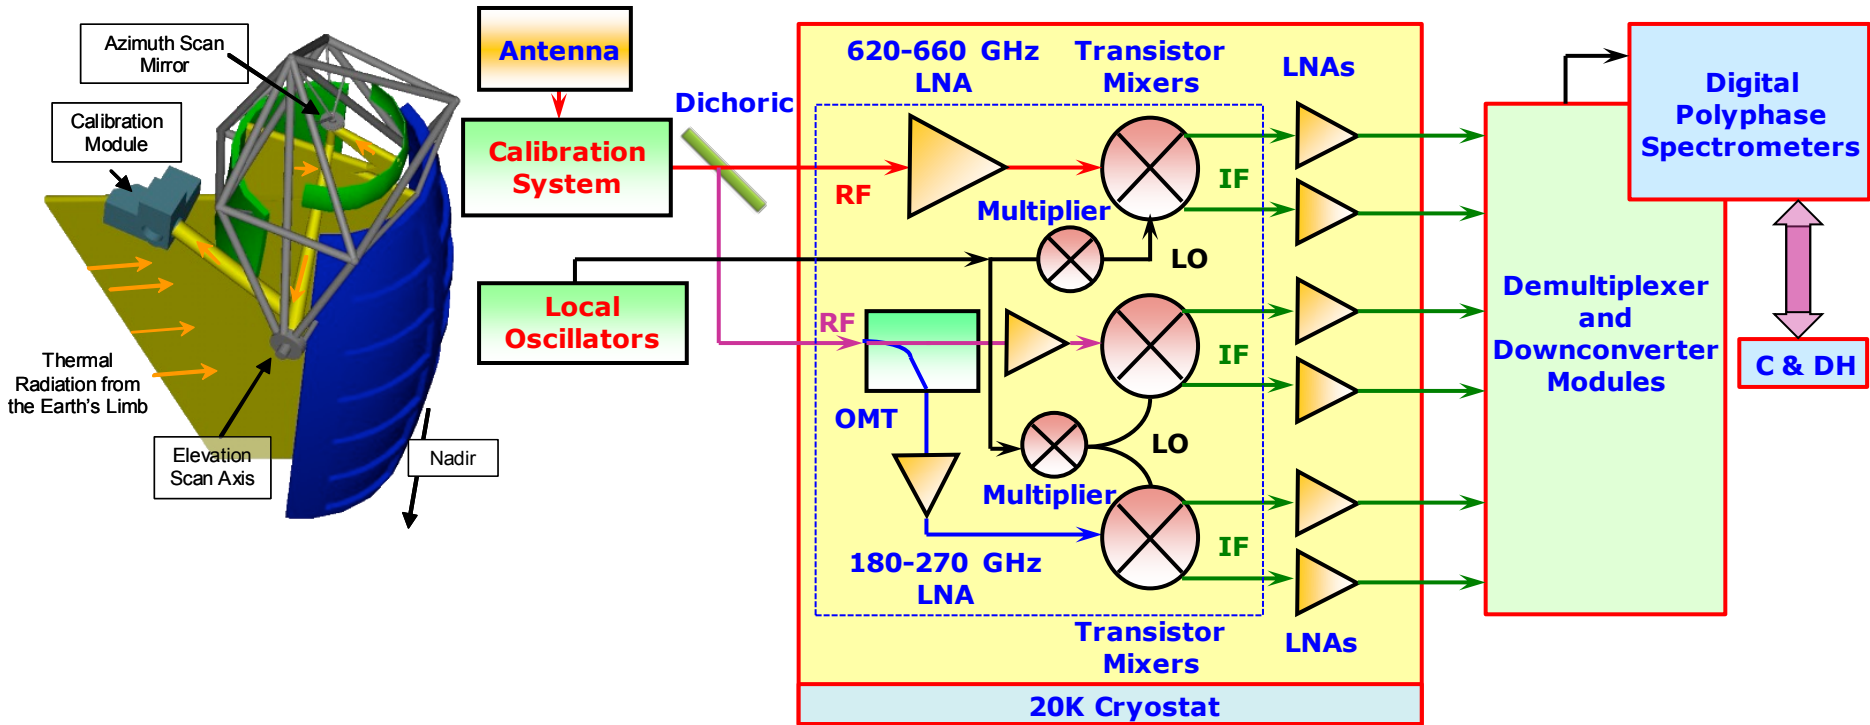 Azimuth Scan
Mirror
Calibration
Module
Thermal
Radiation from
the Earth's Limb
Elevation
Scan Axis
Nadir
Antenna
Calibration
System
Dichoric
Local
Oscillators
620-660 GHz
LNA
Transistor
Mixers
LNAs
RF
IF
Multiplier
LO
RF
IF
OMT
LO
Multiplier
IF
180-270 GHz
LNA
Transistor
Mixers
LNAs
20K Cryostat
Digital
Polyphase
Spectrometers
Demultiplexer
and
Downconverter
Modules
C & DH